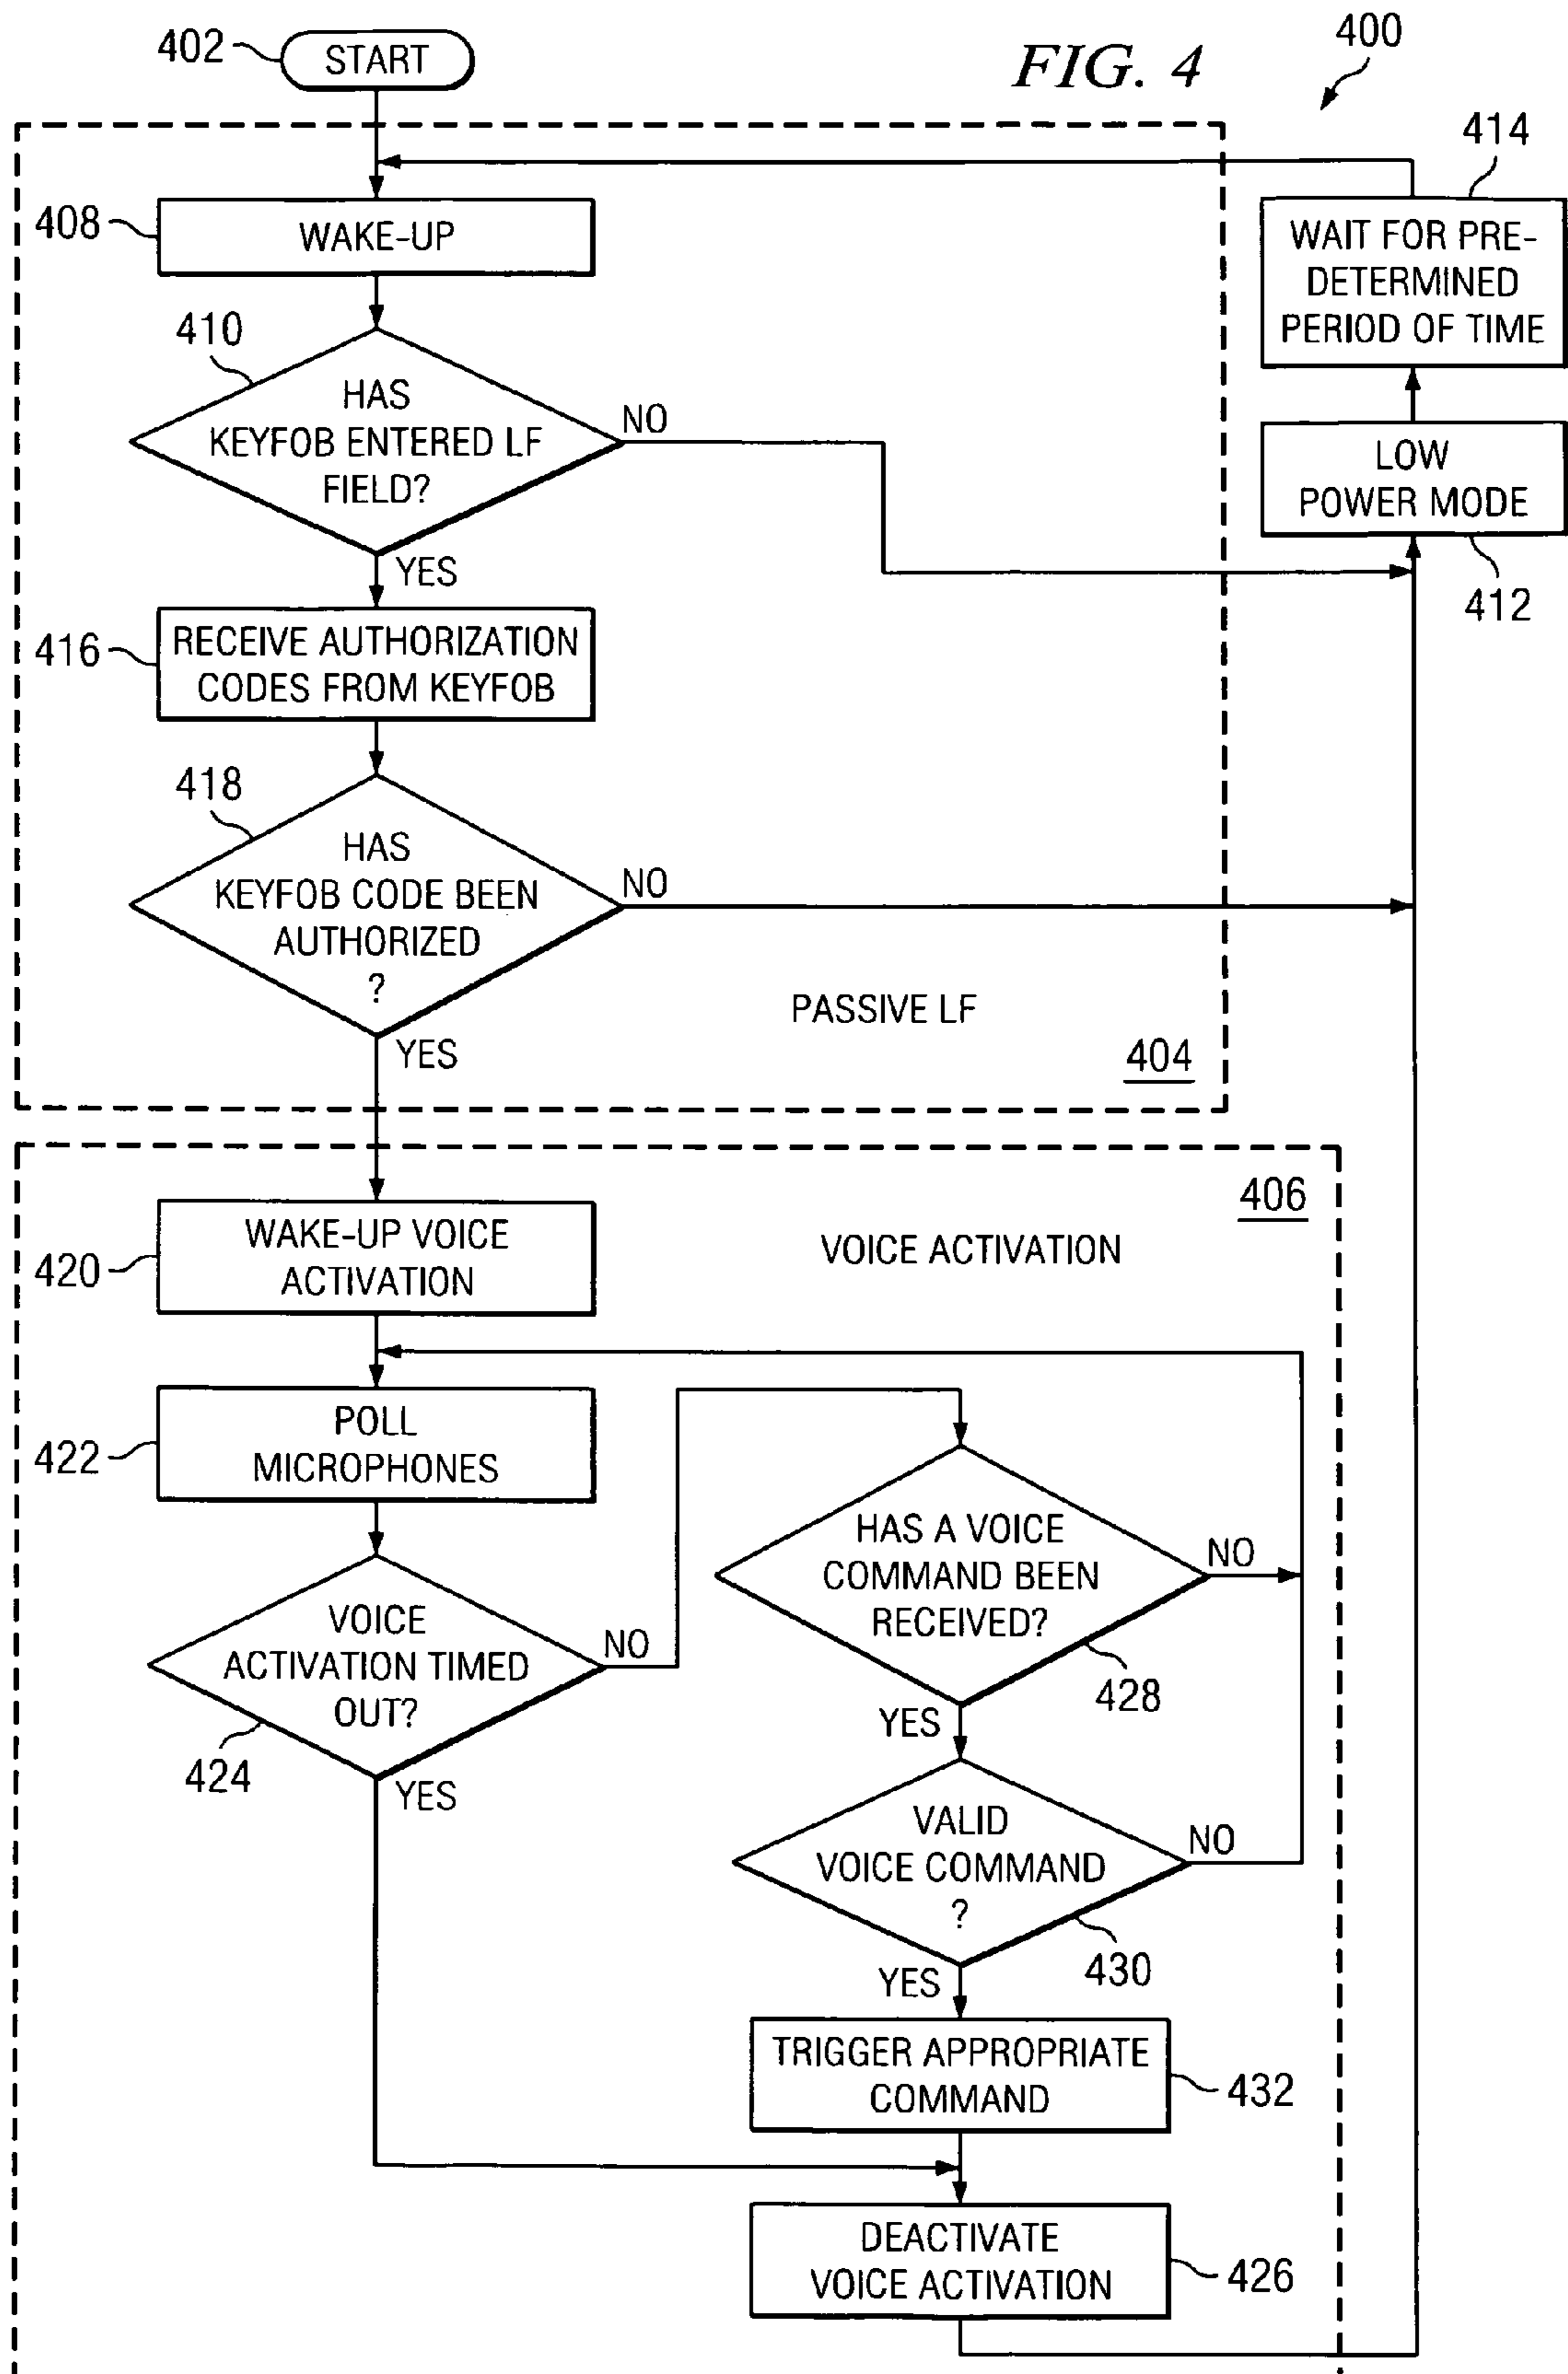 402
START
FIG. 4
400
414
408
WAKE-UP
WAIT FOR PRE-
DETERMINED
PERIOD OF TIME
410
HAS
KEYFOB ENTERED LF
FIELD?
NO
YES
LOW
POWER MODE
412
416
RECEIVE AUTHORIZATION
CODES FROM KEYFOB
418
HAS
KEYFOB CODE BEEN
AUTHORIZED
?
NO
YES
PASSIVE LF
404
406
VOICE ACTIVATION
420
WAKE-UP VOICE
ACTIVATION
422
POLL
MICROPHONES
VOICE
ACTIVATION TIMED
OUT?
NO
424
YES
HAS A VOICE
COMMAND BEEN
RECEIVED?
NO
428
YES
VALID
VOICE COMMAND
?
NO
430
YES
TRIGGER APPROPRIATE
COMMAND
432
DEACTIVATE
VOICE ACTIVATION
426